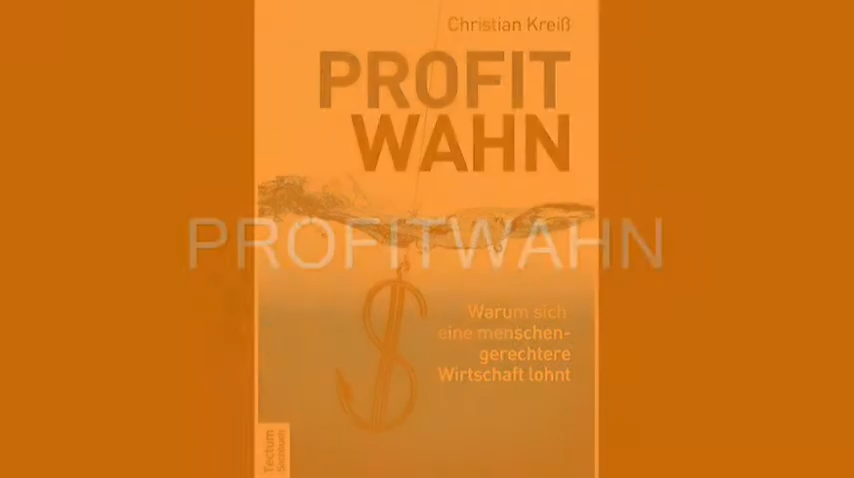 Christian Kreiß
PROFIT
WAHN
PROFITWAHN
Warum sich
eine menschen-
gerechtere
Wirtschaft lohnt
Tectum
Sachbuch